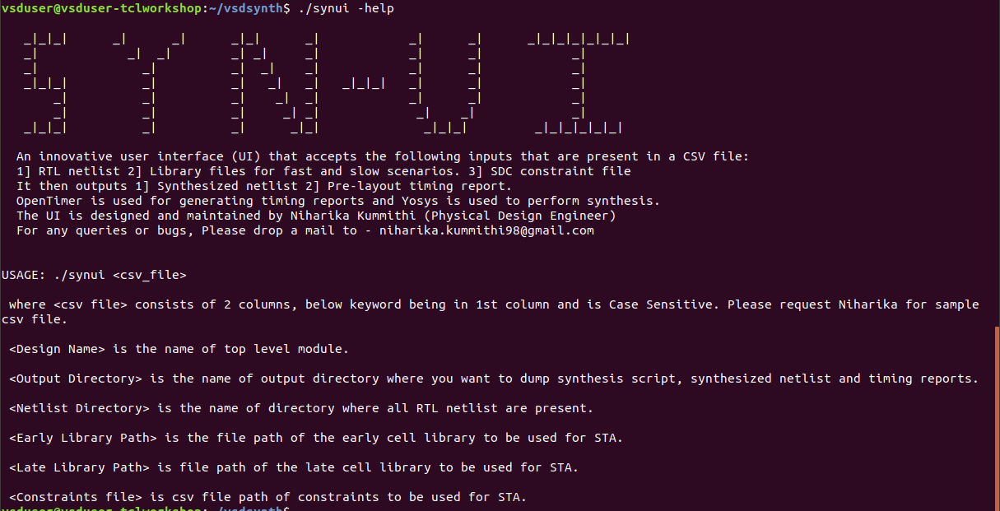 vsduser@vsduser-tclworkshop:~/vsdsynth$ ./synui -help
SYN-UI
An innovative user interface (UI) that accepts the following inputs that are present in a CSV file:
1] RTL netlist 2] Library files for fast and slow scenarios. 3] SDC constraint file
It then outputs 1] Synthesized netlist 2] Pre-layout timing report.
OpenTimer is used for generating timing reports and Yosys is used to perform synthesis.
The UI is designed and maintained by Niharika Kummithi (Physical Design Engineer)
For any queries or bugs, Please drop a mail to - niharika.kummithi98@gmail.com
USAGE: ./synui <csv_file>
where <csv file> consists of 2 columns, below keyword being in 1st column and is Case Sensitive. Please request Niharika for sample
csv file.
<Design Name> is the name of top level module.
<Output Directory> is the name of output directory where you want to dump synthesis script, synthesized netlist and timing reports.
<Netlist Directory> is the name of directory where all RTL netlist are present.
<Early Library Path> is the file path of the early cell library to be used for STA.
<Late Library Path> is file path of the late cell library to be used for STA.
<Constraints file> is csv file path of constraints to be used for STA.
vsduser@vsduser-tclworkshop:~/vsdsynth$